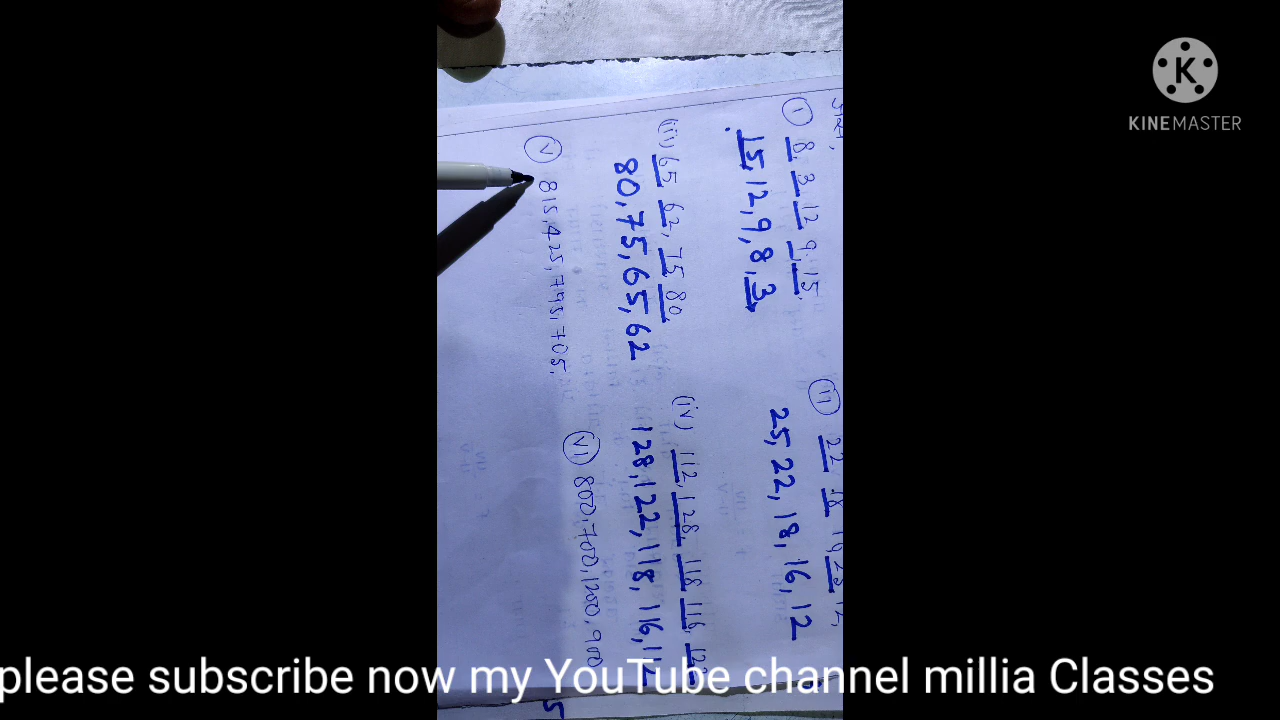 (i) 8, 3, 12, 9, 15,
15, 12, 9, 8, 3
(ii) 22, 18
25, 22, 18, 16, 12
(iii) 65, 62, 75, 80,
80, 75, 65, 62
(iv) 112, 128, 118, 116,
128, 122, 118, 116,
(v) 815, 425, 795, 705,
(vi) 800, 700, 1200, 900
KINEMASTER
please subscribe now my YouTube channel millia Classes